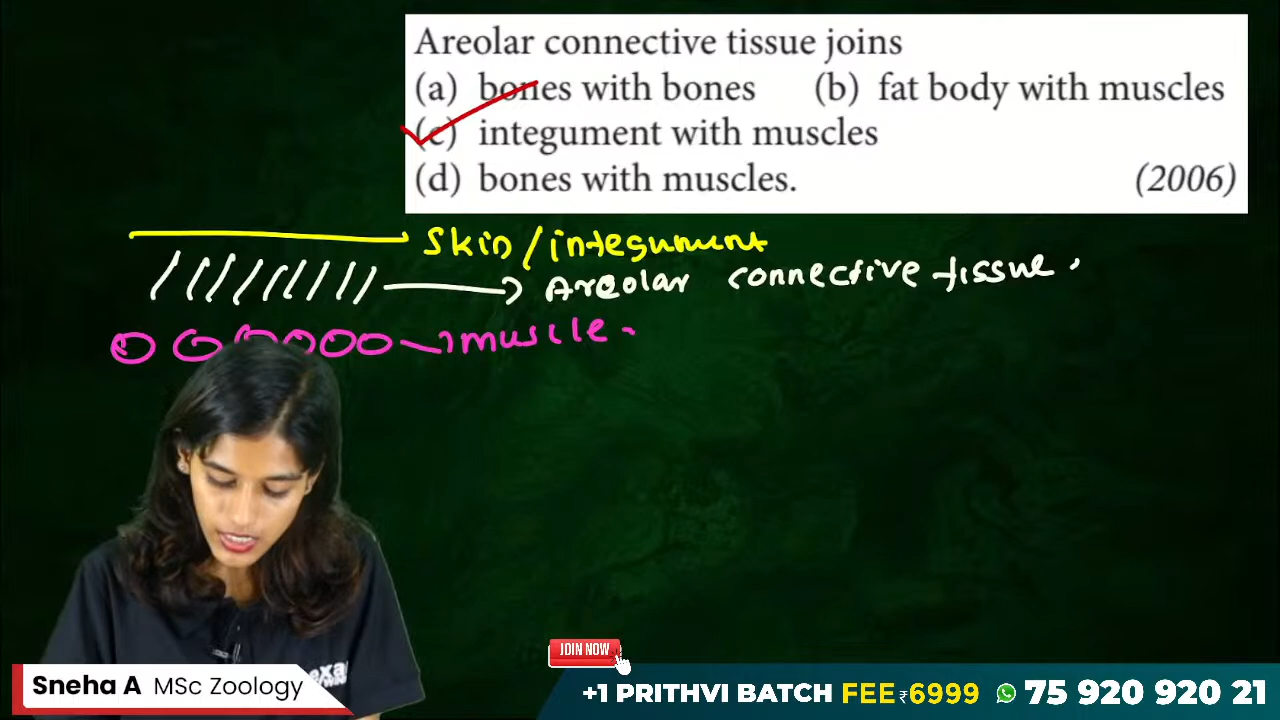 Areolar connective tissue joins
(a) bones with bones (b) fat body with muscles
(c) integument with muscles
(d) bones with muscles. (2006)
Skin/integument
Areolar connective tissue.
muscle.
exam
Sneha A MSc Zoology
JOIN NOW
+1 PRITHVI BATCH FEE ₹6999 75 920 920 21